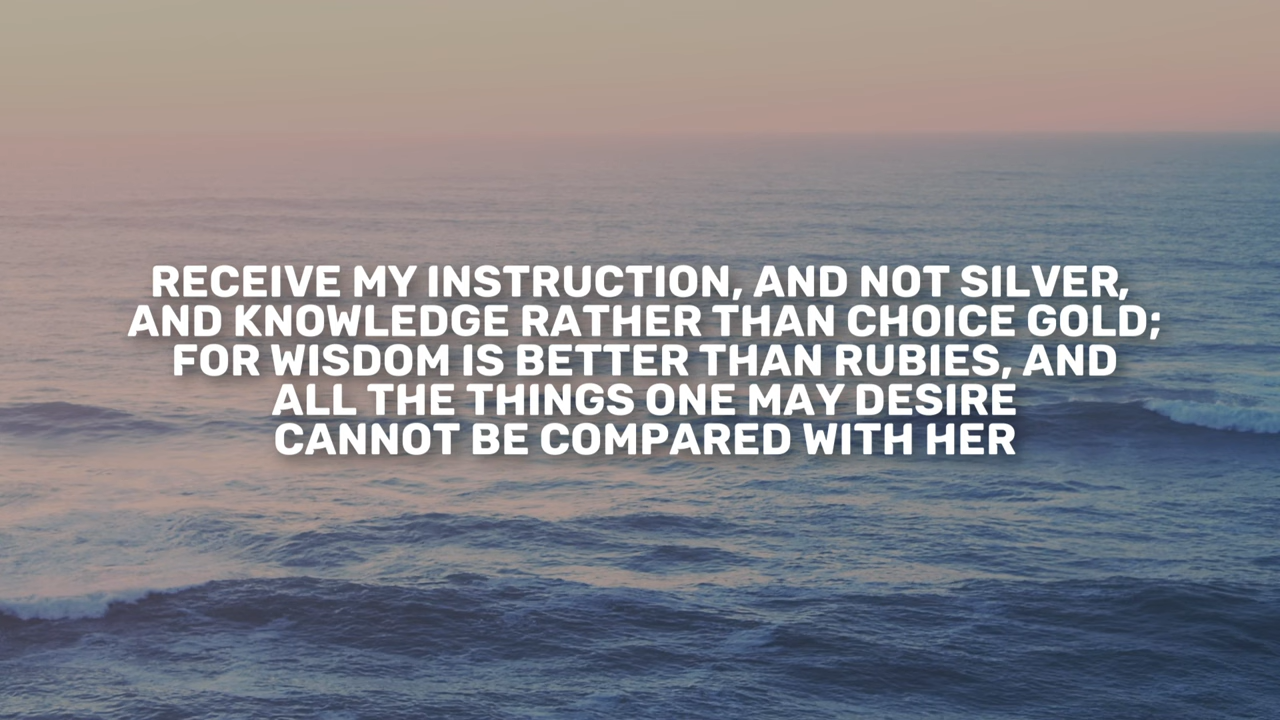 RECEIVE MY INSTRUCTION, AND NOT SILVER,
AND KNOWLEDGE RATHER THAN CHOICE GOLD;
FOR WISDOM IS BETTER THAN RUBIES, AND
ALL THE THINGS ONE MAY DESIRE
CANNOT BE COMPARED WITH HER